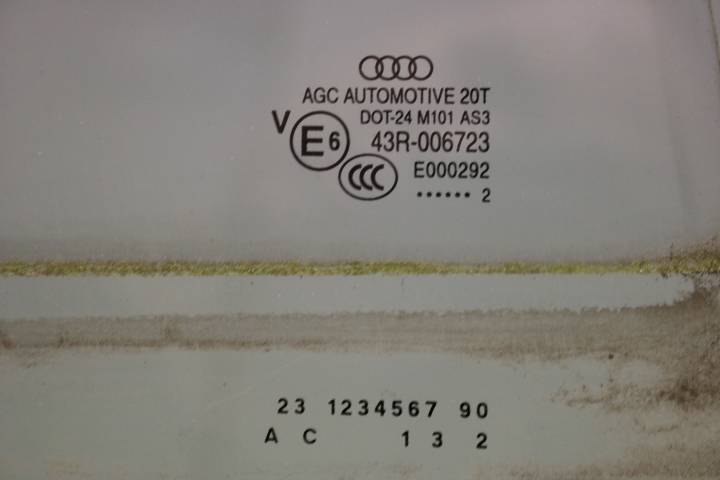 AGC AUTOMOTIVE 20T
DOT-24 M101 AS3
V E6 43R-006723
CCC E000292
...... 2
23 1234567 90
A C 1 3 2